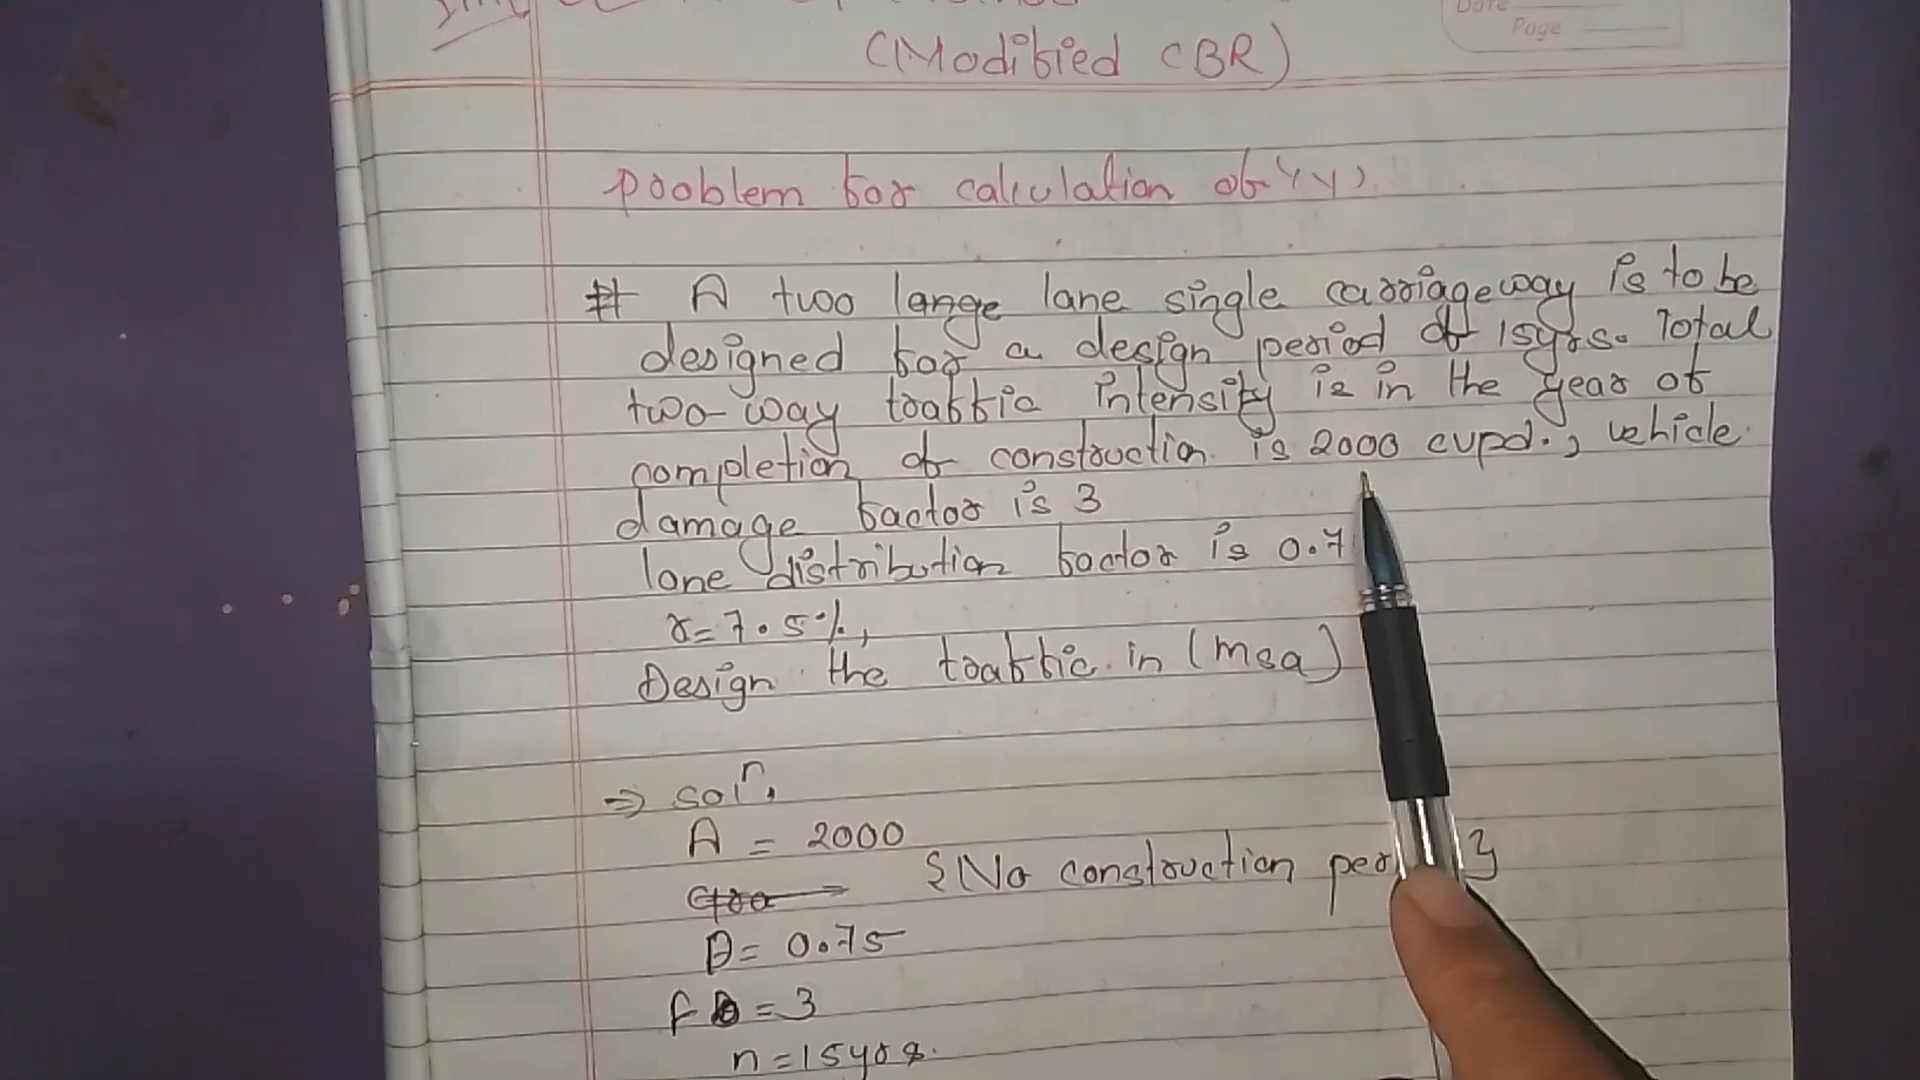 Date
Page
(Modified CBR)
problem for calculation of 'Y'
# A two lange lane single carriageway is to be
designed for a design period of 15yrs. Total
two-way traffic intensity is in the year of
completion of construction is 2000 cvpd., vehicle
damage factor is 3
lane distribution factor is 0.7
r = 7.5%,
Design the traffic in (msa)
⇒ solⁿ.
A = 2000
{No construction per }
D = 0.75
F = 3
n = 15yrs.